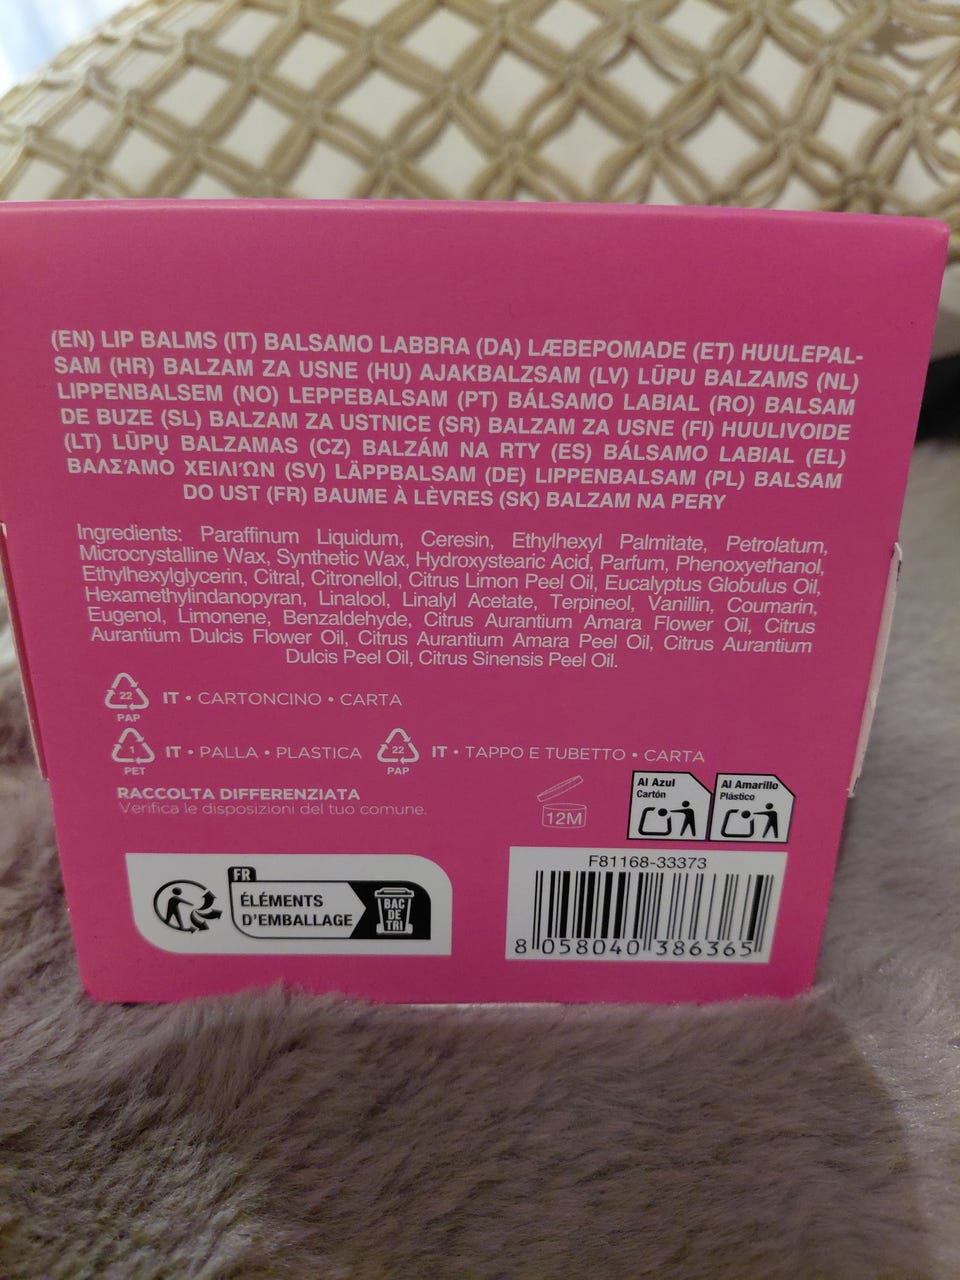 (EN) LIP BALMS (IT) BALSAMO LABBRA (DA) LÆBEPOMADE (ET) HUULEPAL-
SAM (HR) BALZAM ZA USNE (HU) AJAKBALZSAM (LV) LŪPU BALZAMS (NL)
LIPPENBALSEM (NO) LEPPEBALSAM (PT) BÁLSAMO LABIAL (RO) BALSAM
DE BUZE (SL) BALZAM ZA USTNICE (SR) BALZAM ZA USNE (FI) HUULIVOIDE
(LT) LŪPŲ BALZAMAS (CZ) BALZÁM NA RTY (ES) BÁLSAMO LABIAL (EL)
ΒΑΛΣΆΜΟ ΧΕΙΛΙΏΝ (SV) LÄPPBALSAM (DE) LIPPENBALSAM (PL) BALSAM
DO UST (FR) BAUME À LÈVRES (SK) BALZAM NA PERY
Ingredients: Paraffinum Liquidum, Ceresin, Ethylhexyl Palmitate, Petrolatum,
Microcrystalline Wax, Synthetic Wax, Hydroxystearic Acid, Parfum, Phenoxyethanol,
Ethylhexylglycerin, Citral, Citronellol, Citrus Limon Peel Oil, Eucalyptus Globulus Oil,
Hexamethylindanopyran, Linalool, Linalyl Acetate, Terpineol, Vanillin, Coumarin,
Eugenol, Limonene, Benzaldehyde, Citrus Aurantium Amara Flower Oil, Citrus
Aurantium Dulcis Flower Oil, Citrus Aurantium Amara Peel Oil, Citrus Aurantium
Dulcis Peel Oil, Citrus Sinensis Peel Oil.
22 IT • CARTONCINO • CARTA
PAP
1 IT • PALLA • PLASTICA 22 IT • TAPPO E TUBETTO • CARTA
PET PAP
RACCOLTA DIFFERENZIATA
Verifica le disposizioni del tuo comune.
12M
Al Azul
Cartón
Al Amarillo
Plástico
FR
ÉLÉMENTS
D'EMBALLAGE
BAC
DE
TRI
F81168-33373
8 058040 386365